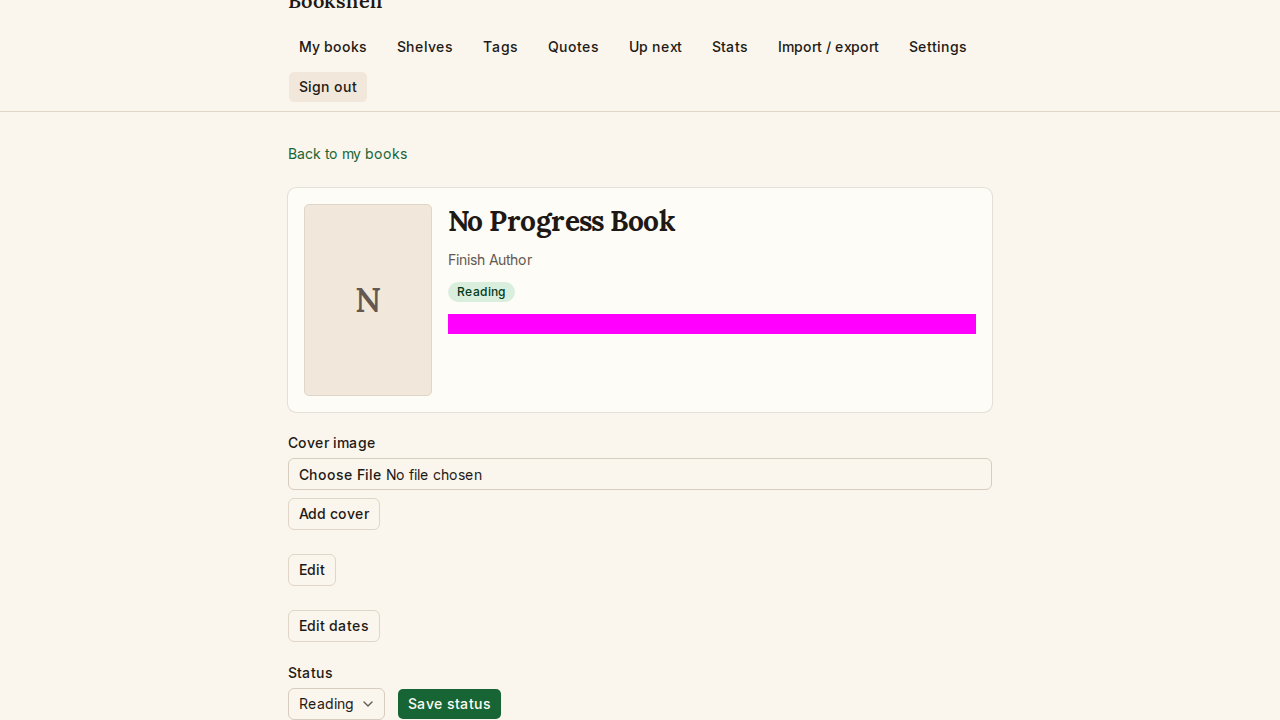 Bookshelf
My books Shelves Tags Quotes Up next Stats Import / export Settings
Sign out
Back to my books
No Progress Book
Finish Author
N
Reading
Cover image
Choose File No file chosen
Add cover
Edit
Edit dates
Status
Reading Save status